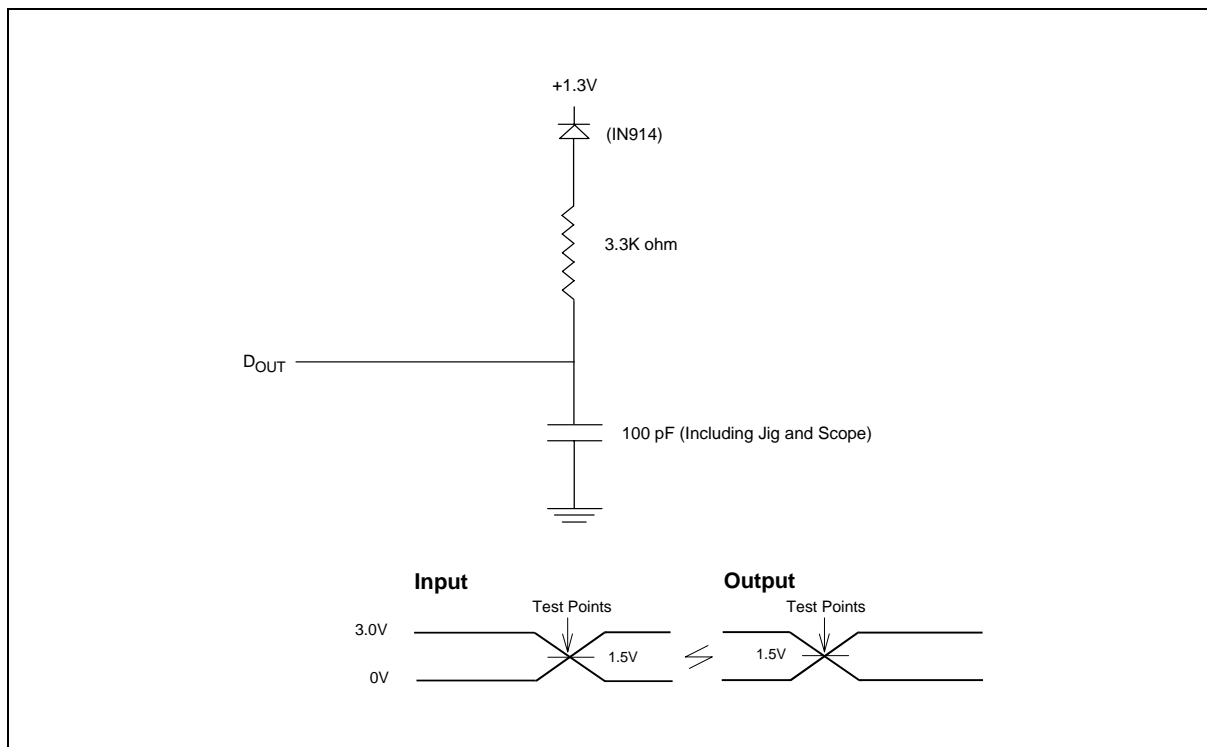 +1.3V
(IN914)
3.3K ohm
DOUT
100 pF (Including Jig and Scope)
Input Output
Test Points Test Points
3.0V
1.5V 1.5V
0V